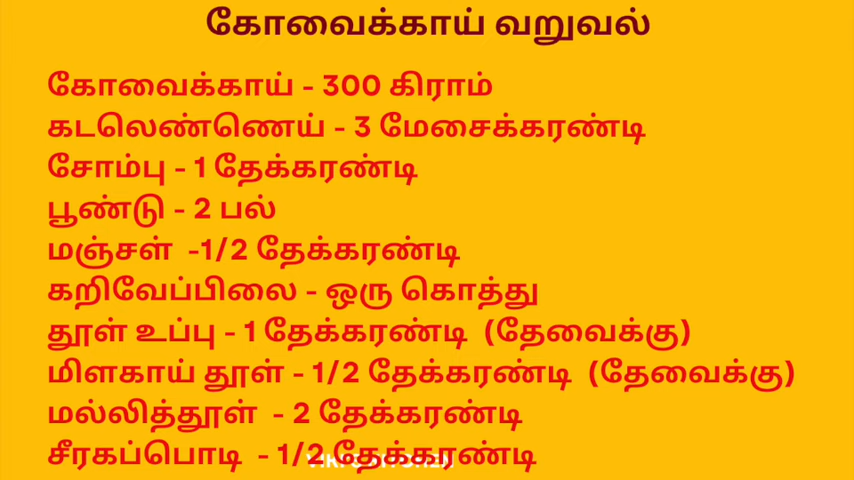 கோவைக்காய் வறுவல்
கோவைக்காய் - 300 கிராம்
கடலெண்ணெய் - 3 மேசைக்கரண்டி
சோம்பு - 1 தேக்கரண்டி
பூண்டு - 2 பல்
மஞ்சள் -1/2 தேக்கரண்டி
கறிவேப்பிலை - ஒரு கொத்து
தூள் உப்பு - 1 தேக்கரண்டி (தேவைக்கு)
மிளகாய் தூள் - 1/2 தேக்கரண்டி (தேவைக்கு)
மல்லித்தூள் - 2 தேக்கரண்டி
சீரகப்பொடி - 1/2 தேக்கரண்டி